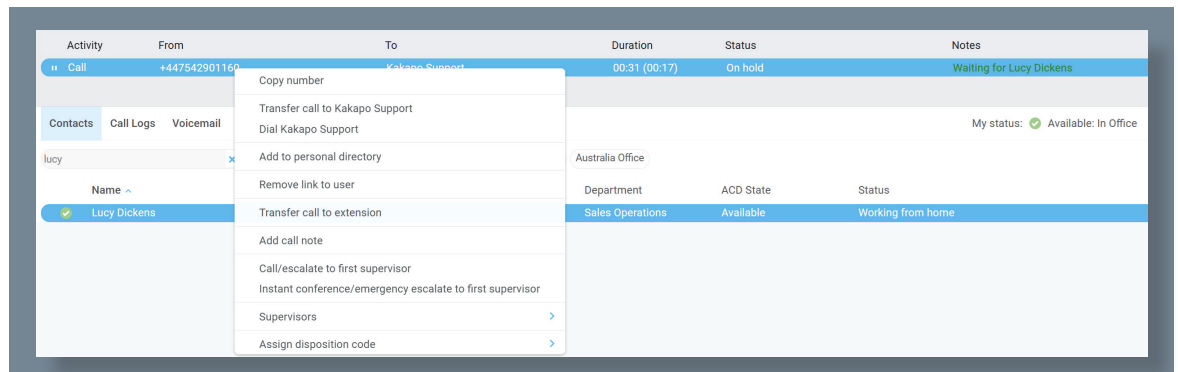 Activity From To Duration Status Notes
Call +447542901160 Kakapo Support 00:31 (00:17) On hold Waiting for Lucy Dickens
Copy number
Transfer call to Kakapo Support
Contacts Call Logs Voicemail My status: Available: In Office
Dial Kakapo Support
lucy Add to personal directory Australia Office
Name Remove link to user Department ACD State Status
Lucy Dickens Transfer call to extension Sales Operations Available Working from home
Add call note
Call/escalate to first supervisor
Instant conference/emergency escalate to first supervisor
Supervisors
Assign disposition code